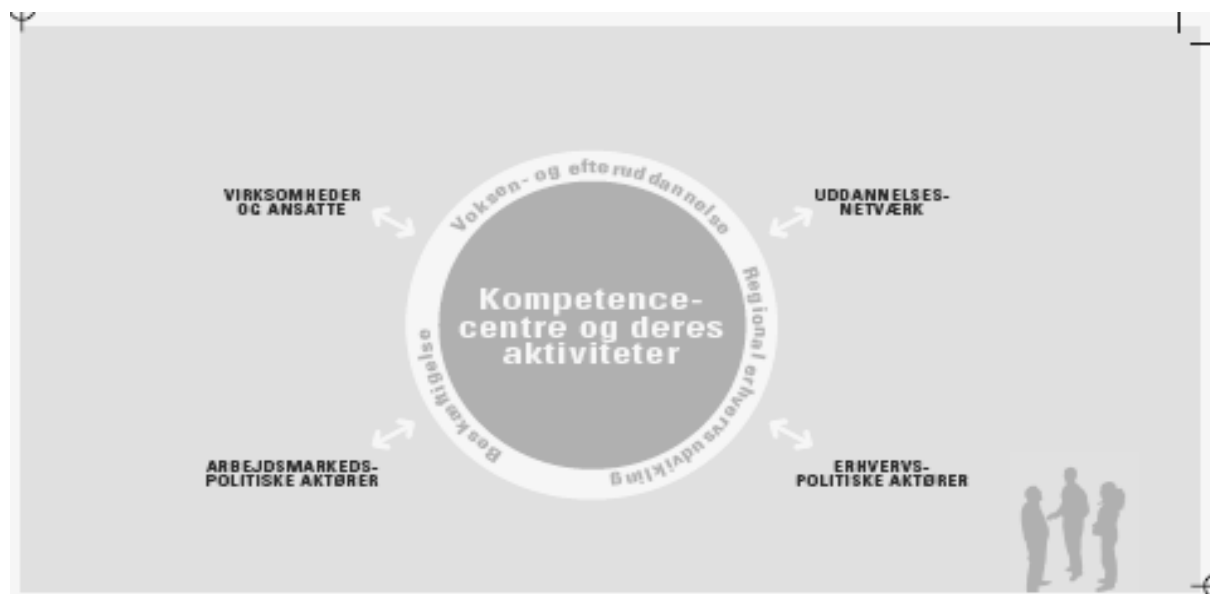 Voksen- og efteruddannelse
VIRKSOMHEDER
OG ANSATTE
UDDANNELSES-
NETVÆRK
Regional erhvervsudvikling
Kompetence-
centre og deres
aktiviteter
Beskæftigelse
ARBEJDSMARKEDS-
POLITISKE AKTØRER
ERHVERVS-
POLITISKE AKTØRER